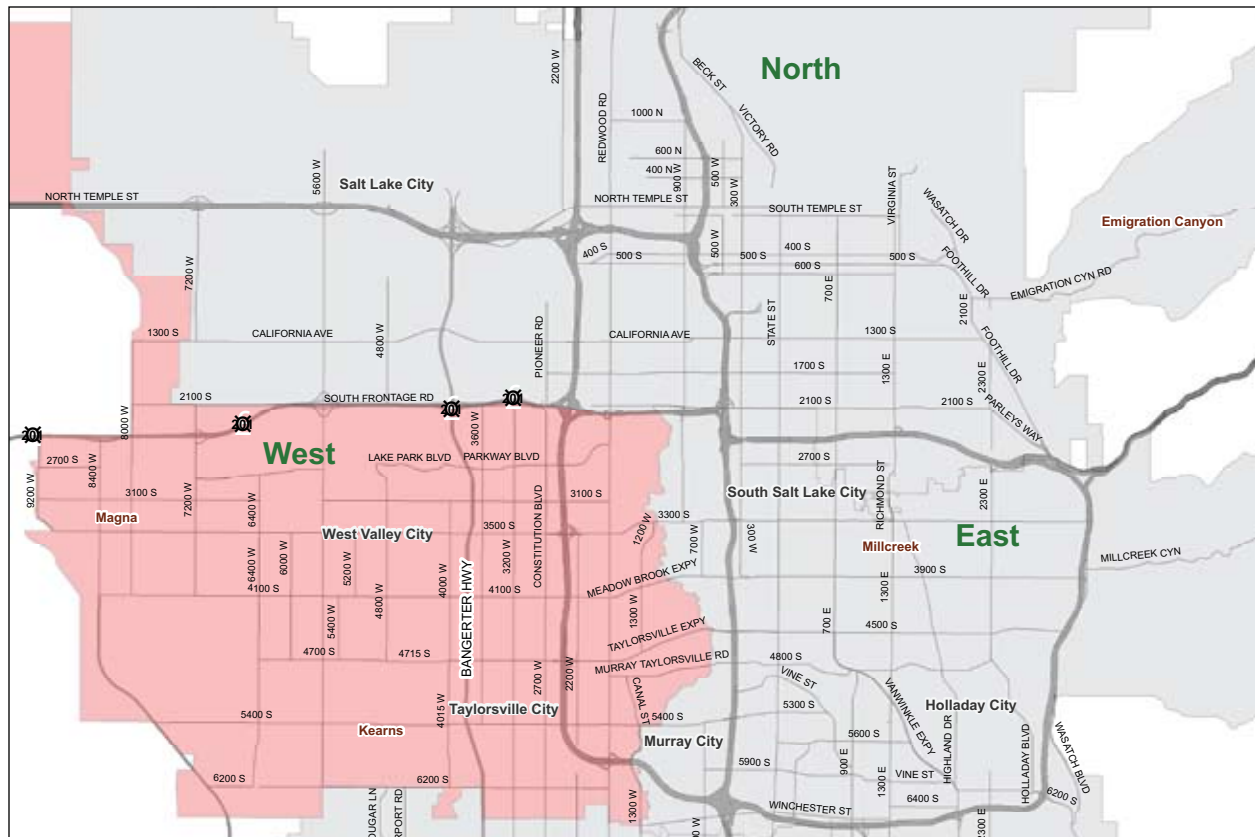 North
BECK ST
VICTORY RD
2200 W
REDWOOD RD
1000 N
600 N
400 N
900 W
500 W
300 W
5600 W
Salt Lake City
VIRGINIA ST
WASATCH DR
Emigration Canyon
NORTH TEMPLE ST
NORTH TEMPLE ST
SOUTH TEMPLE ST
400 S
500 S
500 W
500 S
400 S
600 S
500 S
FOOTHILL DR
EMIGRATION CYN RD
7200 W
700 E
2100 E
1300 S
CALIFORNIA AVE
4800 W
PIONEER RD
CALIFORNIA AVE
STATE ST
1300 S
FOOTHILL DR
1700 S
1300 E
2300 E
2100 S
SOUTH FRONTAGE RD
201
201
201
201
2100 S
2100 S
PARLEYS WAY
8000 W
3600 W
West
2700 S
8400 W
LAKE PARK BLVD
PARKWAY BLVD
2700 S
RICHMOND ST
2300 E
9200 W
3100 S
7200 W
6400 W
3100 S
South Salt Lake City
Magna
West Valley City
3500 S
CONSTITUTION BLVD
1200 W
3300 S
700 W
300 W
East
Millcreek
MILLCREEK CYN
6400 W
6000 W
5200 W
3200 W
4100 S
4000 W
4100 S
MEADOW BROOK EXPY
3900 S
1300 E
4800 W
5400 W
BANGERTER HWY
1300 W
700 E
4500 S
TAYLORSVILLE EXPY
4700 S
4715 S
MURRAY TAYLORSVILLE RD
4800 S
2700 W
2200 W
VINE ST
VANWINKLE EXPY
CANAL ST
4015 W
Taylorsville City
Holladay City
5400 S
Kearns
5400 S
5300 S
Murray City
5600 S
HIGHLAND DR
HOLLADAY BLVD
WASATCH BLVD
5900 S
900 E
1300 E
VINE ST
6200 S
6200 S
6400 S
6200 S
1300 W
WINCHESTER ST